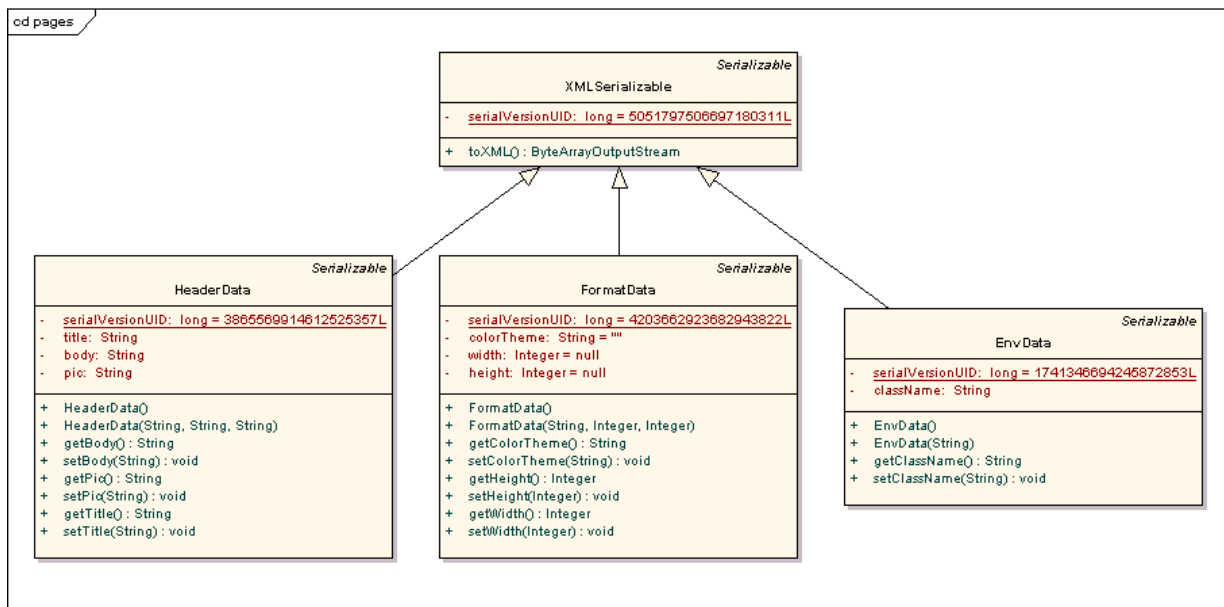 cd pages
Serializable
XMLSerializable
- serialVersionUID: long = 5051797506697180311L
+ toXML() : ByteArrayOutputStream
Serializable
HeaderData
- serialVersionUID: long = 3865569914612525357L
- title: String
- body: String
- pic: String
+ HeaderData()
+ HeaderData(String, String, String)
+ getBody() : String
+ setBody(String) : void
+ getPic() : String
+ setPic(String) : void
+ getTitle() : String
+ setTitle(String) : void
Serializable
FormatData
- serialVersionUID: long = 4203662923682943822L
- colorTheme: String = ""
- width: Integer = null
- height: Integer = null
+ FormatData()
+ FormatData(String, Integer, Integer)
+ getColorTheme() : String
+ setColorTheme(String) : void
+ getHeight() : Integer
+ setHeight(Integer) : void
+ getWidth() : Integer
+ setWidth(Integer) : void
Serializable
EnvData
- serialVersionUID: long = 1741346694245872853L
- className: String
+ EnvData()
+ EnvData(String)
+ getClassName() : String
+ setClassName(String) : void